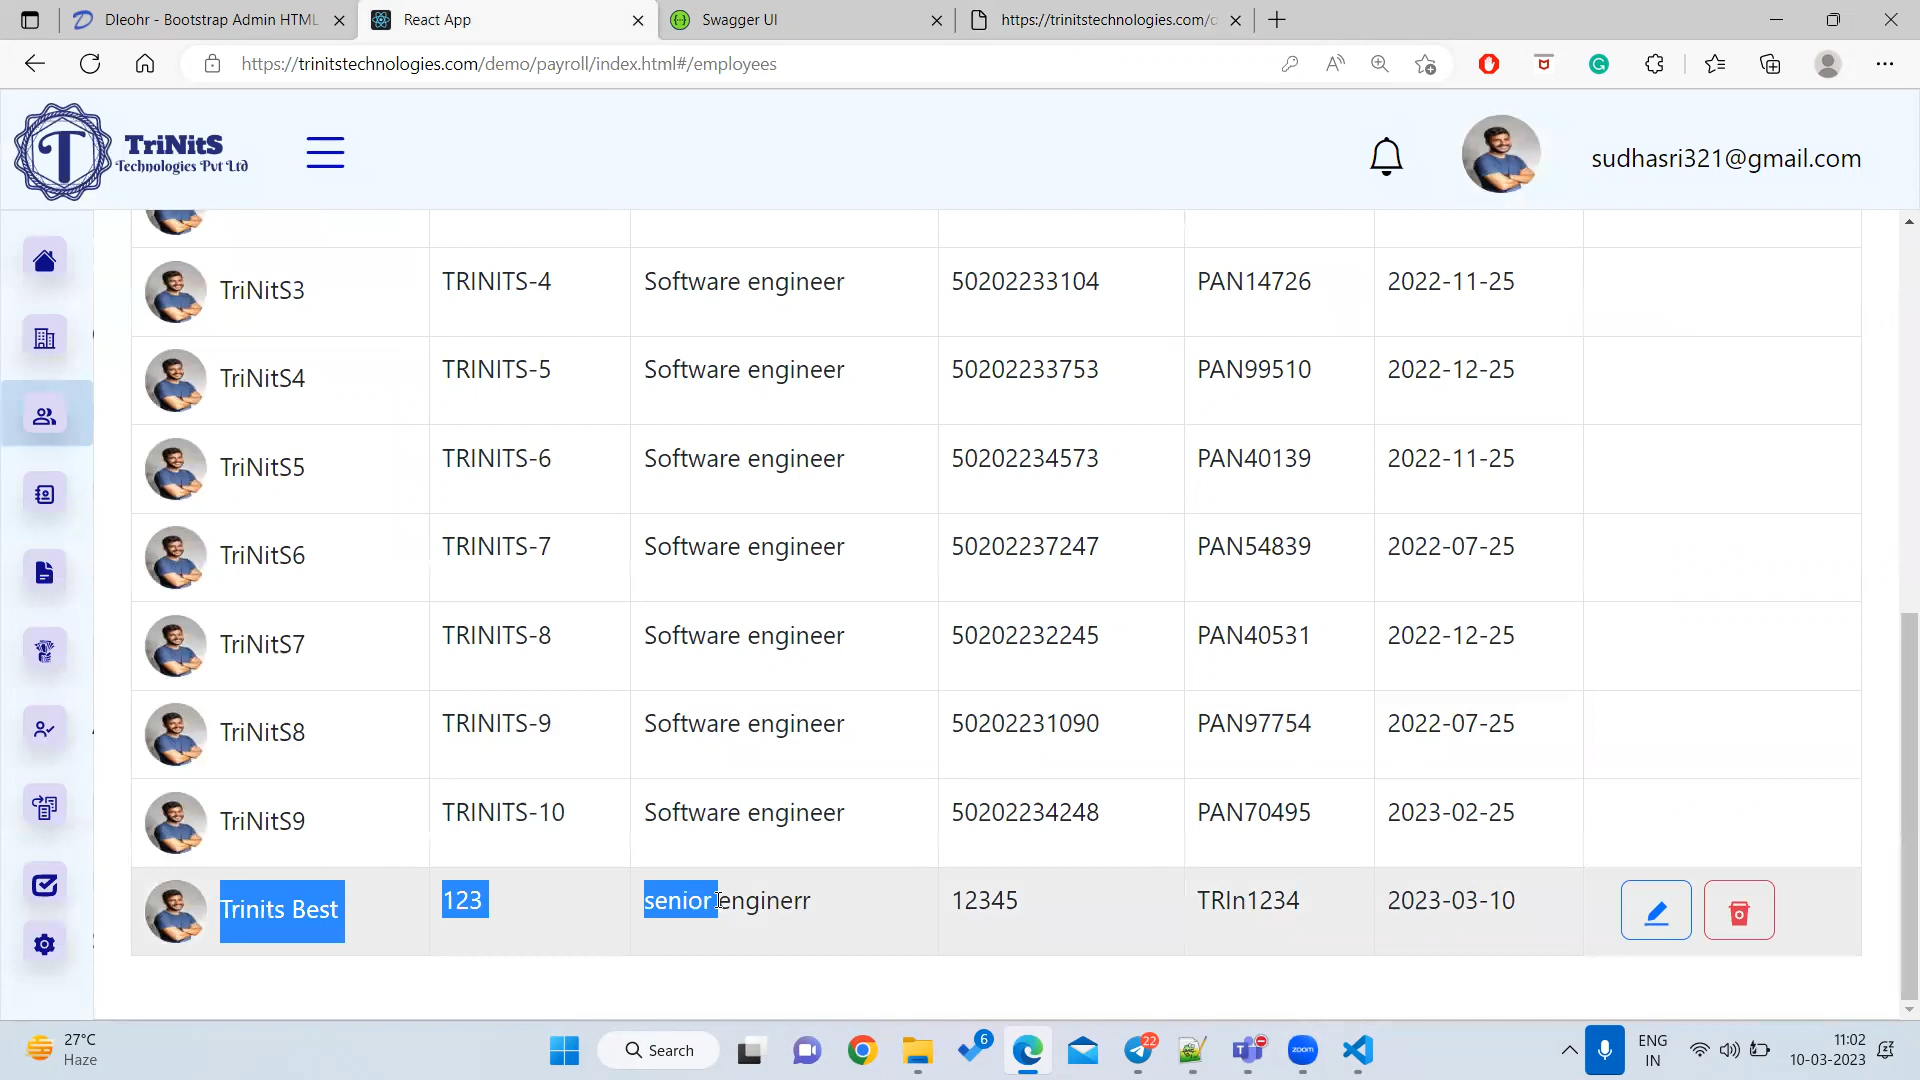 Dleohr - Bootstrap Admin HTML
React App
Swagger UI
https://trinitstechnologies.com/
https://trinitstechnologies.com/demo/payroll/index.html#/employees
T TriNitS
Technologies Pvt Ltd
sudhasri321@gmail.com
TriNitS3 TRINITS-4 Software engineer 50202233104 PAN14726 2022-11-25
TriNitS4 TRINITS-5 Software engineer 50202233753 PAN99510 2022-12-25
TriNitS5 TRINITS-6 Software engineer 50202234573 PAN40139 2022-11-25
TriNitS6 TRINITS-7 Software engineer 50202237247 PAN54839 2022-07-25
TriNitS7 TRINITS-8 Software engineer 50202232245 PAN40531 2022-12-25
TriNitS8 TRINITS-9 Software engineer 50202231090 PAN97754 2022-07-25
TriNitS9 TRINITS-10 Software engineer 50202234248 PAN70495 2023-02-25
Trinits Best 123 senior enginerr 12345 TRIn1234 2023-03-10
27°C
Haze
Search
6
22
zoom
ENG
IN
11:02
10-03-2023